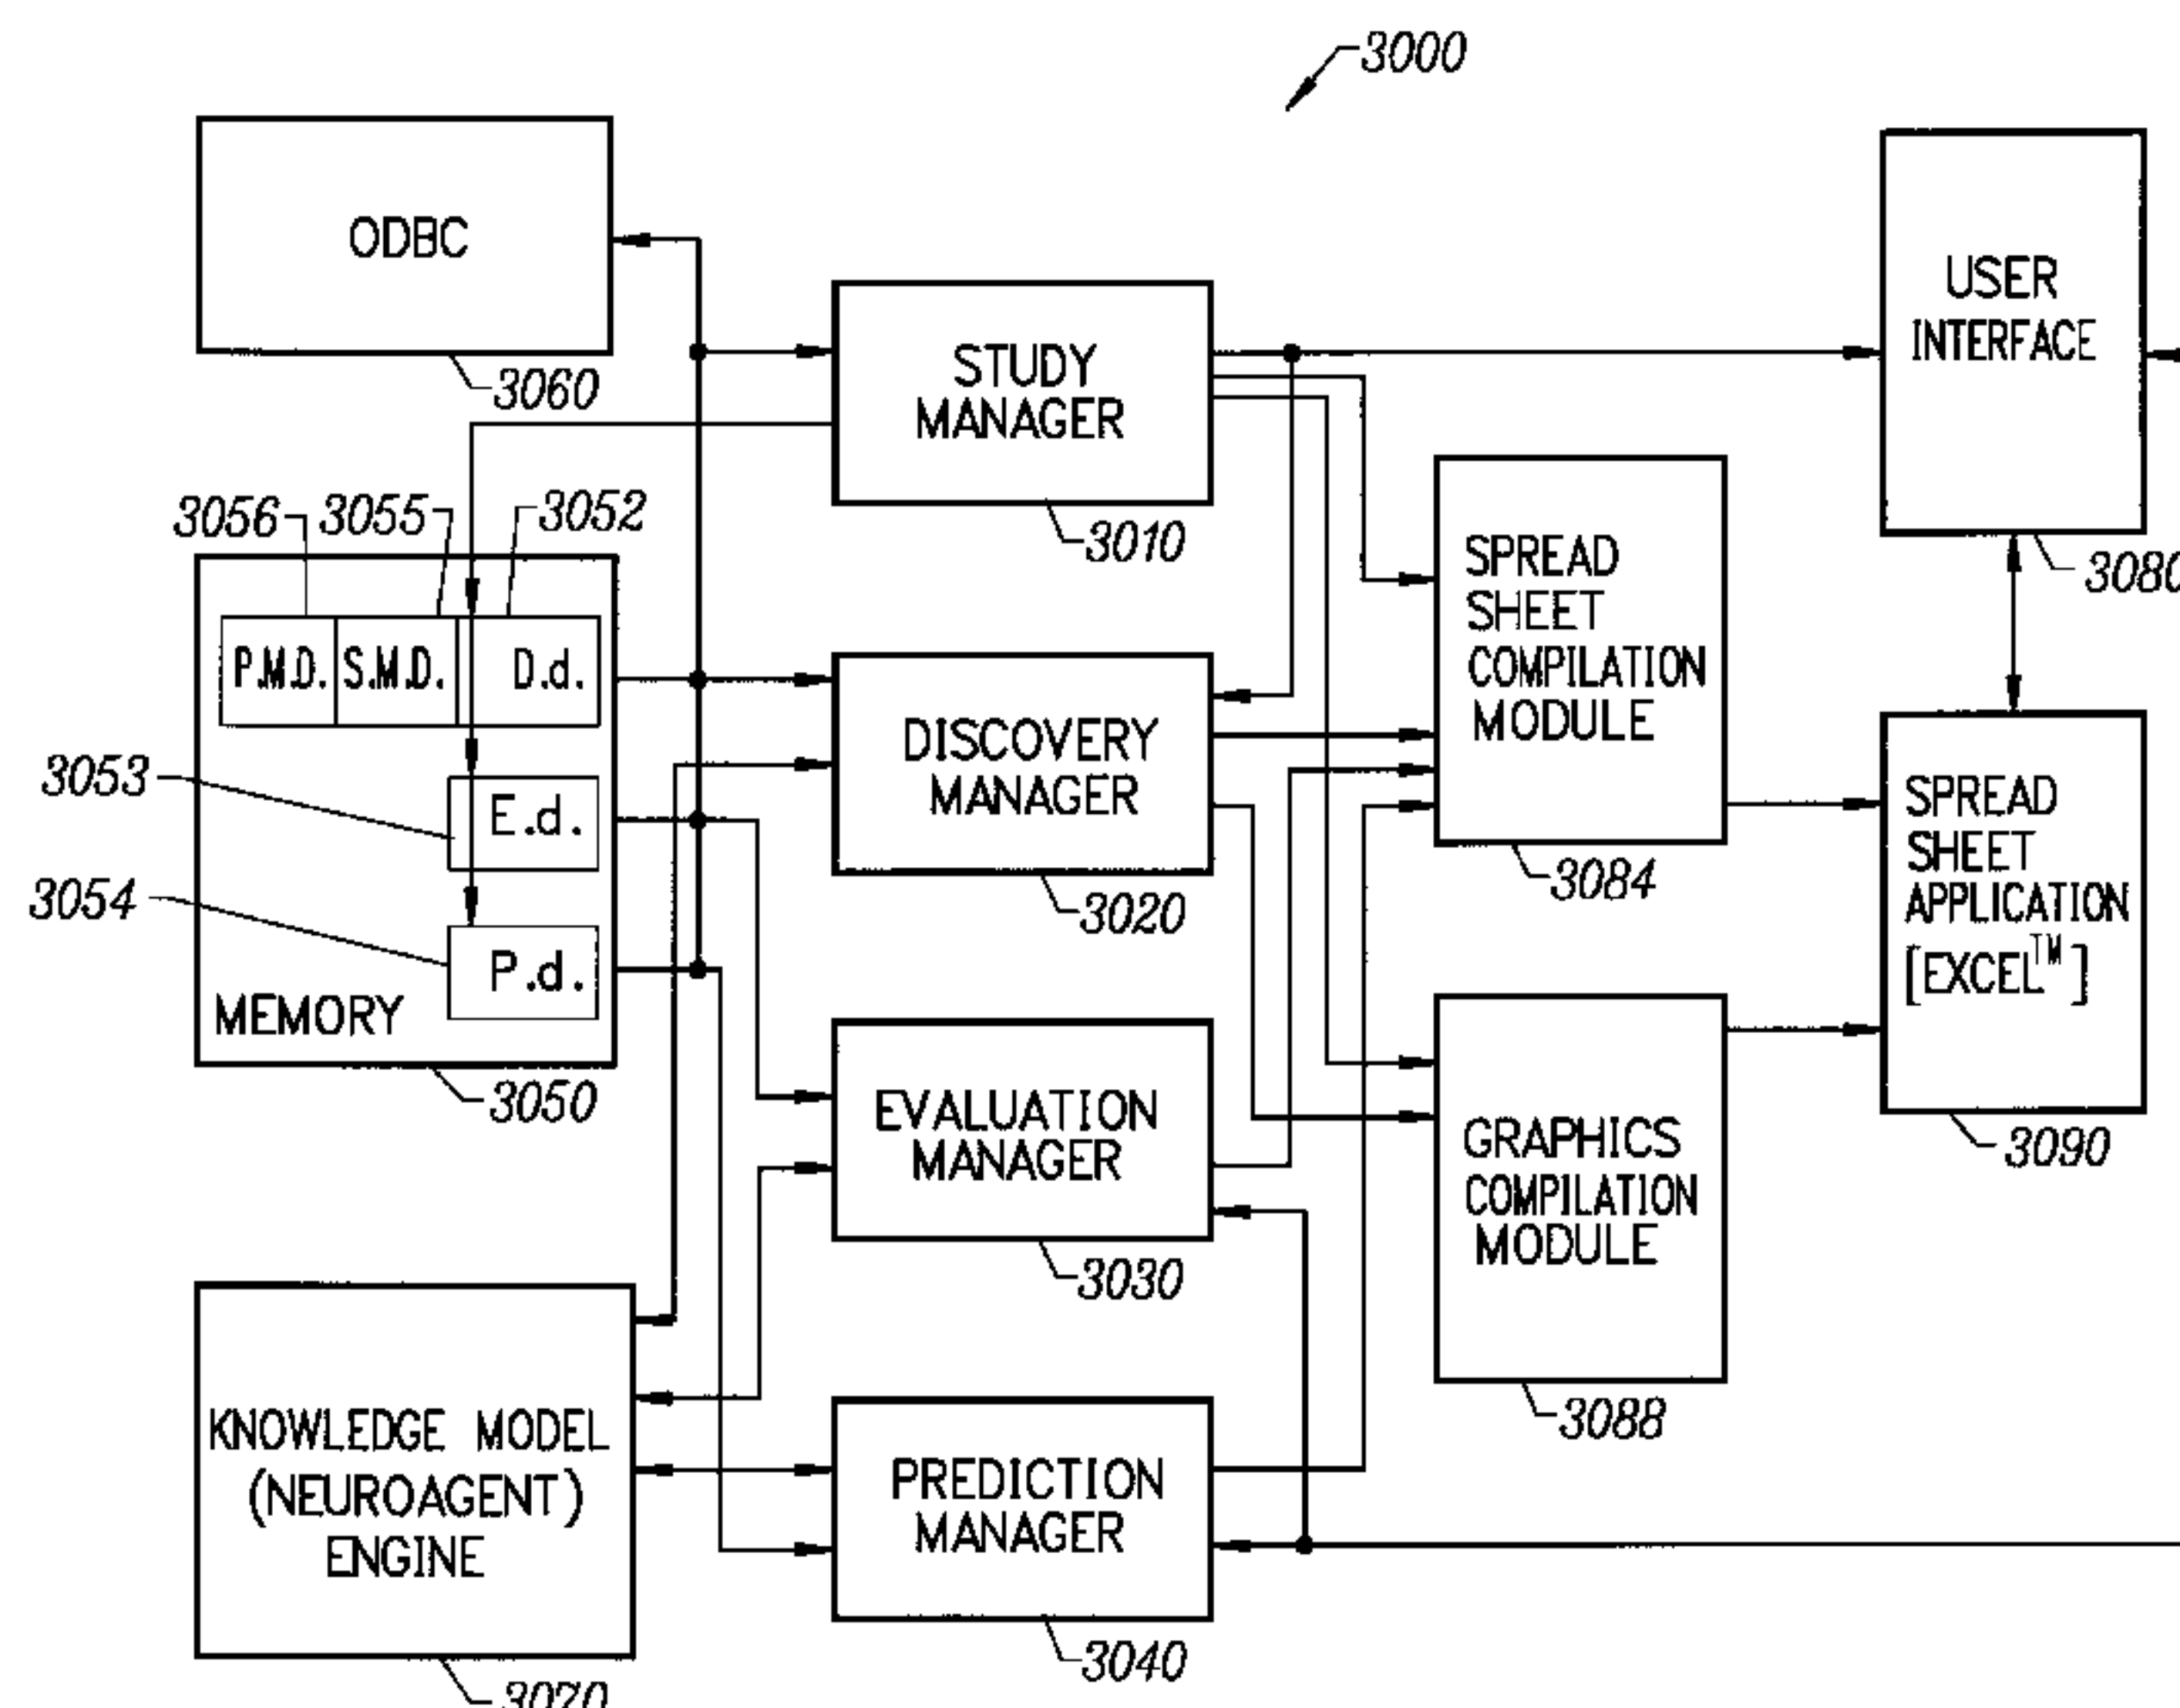 3000
ODBC
3060
STUDY
MANAGER
3010
USER
INTERFACE
3080
3056
3055
3052
P.M.D.
S.M.D.
D.d.
3053
E.d.
3054
P.d.
MEMORY
3050
DISCOVERY
MANAGER
3020
SPREAD
SHEET
COMPILATION
MODULE
3084
SPREAD
SHEET
APPLICATION
[EXCEL™]
3090
EVALUATION
MANAGER
3030
GRAPHICS
COMPILATION
MODULE
3088
KNOWLEDGE MODEL
(NEUROAGENT)
ENGINE
3070
PREDICTION
MANAGER
3040